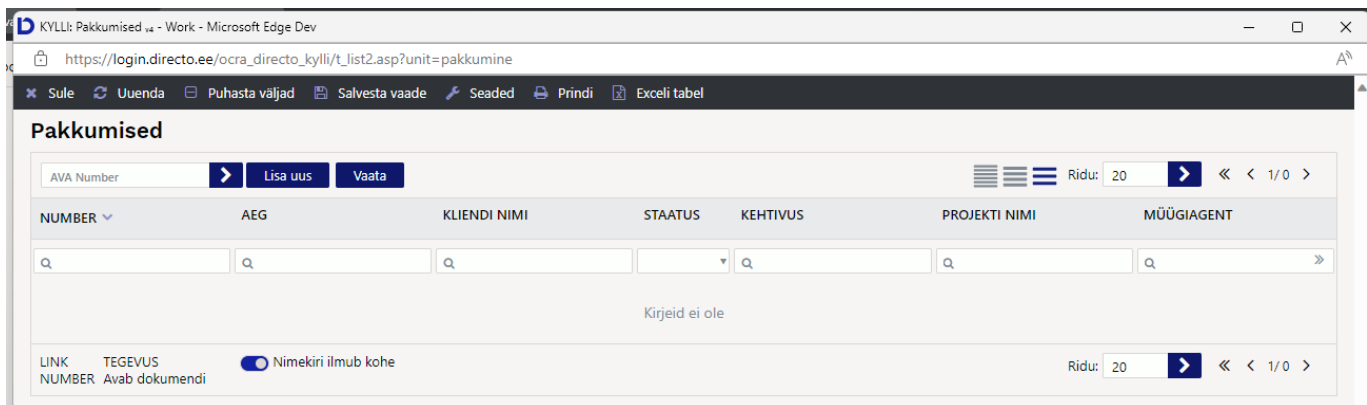 KYLLI: Pakkumised v4 - Work - Microsoft Edge Dev
https://login.directo.ee/ocra_directo_kylli/t_list2.asp?unit=pakkumine
Sule Uuenda Puhasta väljad Salvesta vaade Seaded Prindi Exceli tabel
Pakkumised
AVA Number Lisa uus Vaata Ridu: 20 1/0
NUMBER AEG KLIENDI NIMI STAATUS KEHTIVUS PROJEKTI NIMI MÜÜGIAGENT
Kirjeid ei ole
LINK TEGEVUS Nimekiri ilmub kohe Ridu: 20 1/0
NUMBER Avab dokumendi